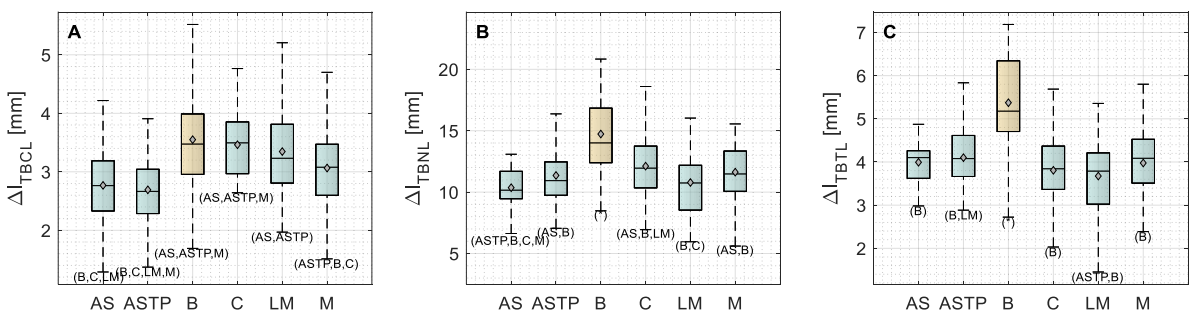 A
ΔI_TBCL [mm]
5
4
3
2
(B,C,LM)
(B,C,LM,M)
(AS,ASTP,M)
(AS,ASTP,M)
(AS,ASTP)
(ASTP,B,C)
AS ASTP B C LM M
B
ΔI_TBNL [mm]
20
15
10
5
(ASTP,B,C,M)
(AS,B)
(*)
(AS,B,LM)
(B,C)
(AS,B)
AS ASTP B C LM M
C
ΔI_TBTL [mm]
7
6
5
4
3
2
(B)
(B,LM)
(*)
(B)
(ASTP,B)
(B)
AS ASTP B C LM M